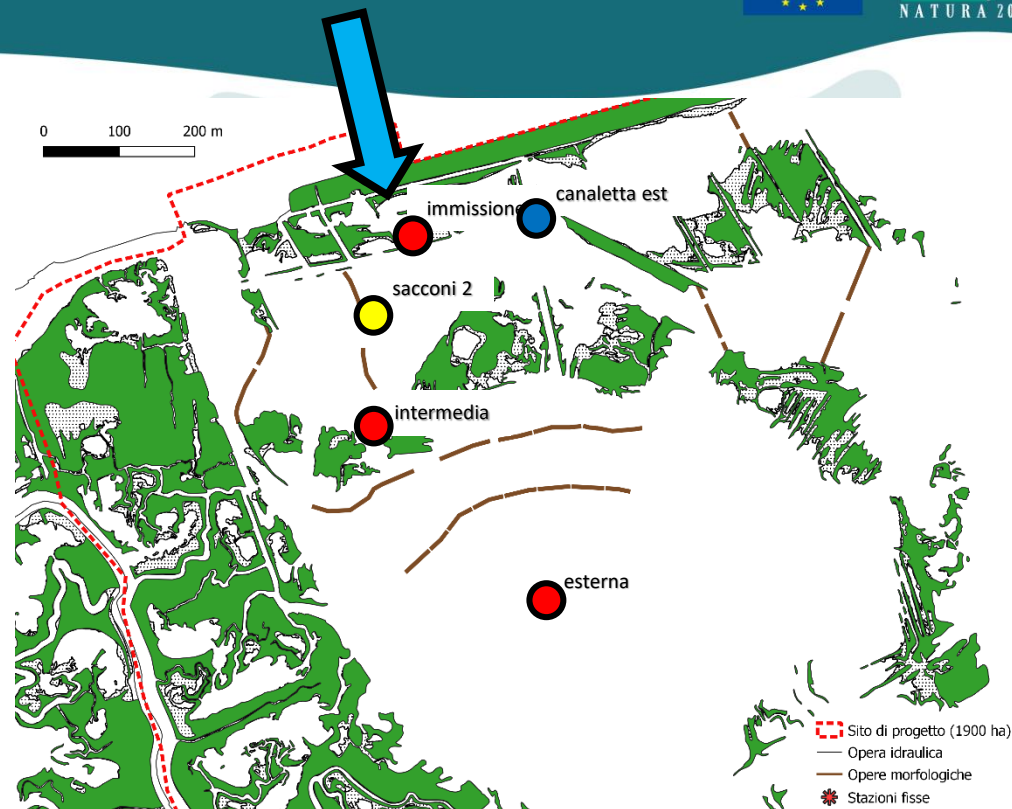 NATURA 20
0 100 200 m
canaletta est
immissione
sacconi 2
intermedia
esterna
Sito di progetto (1900 ha)
Opera idraulica
Opere morfologiche
Stazioni fisse